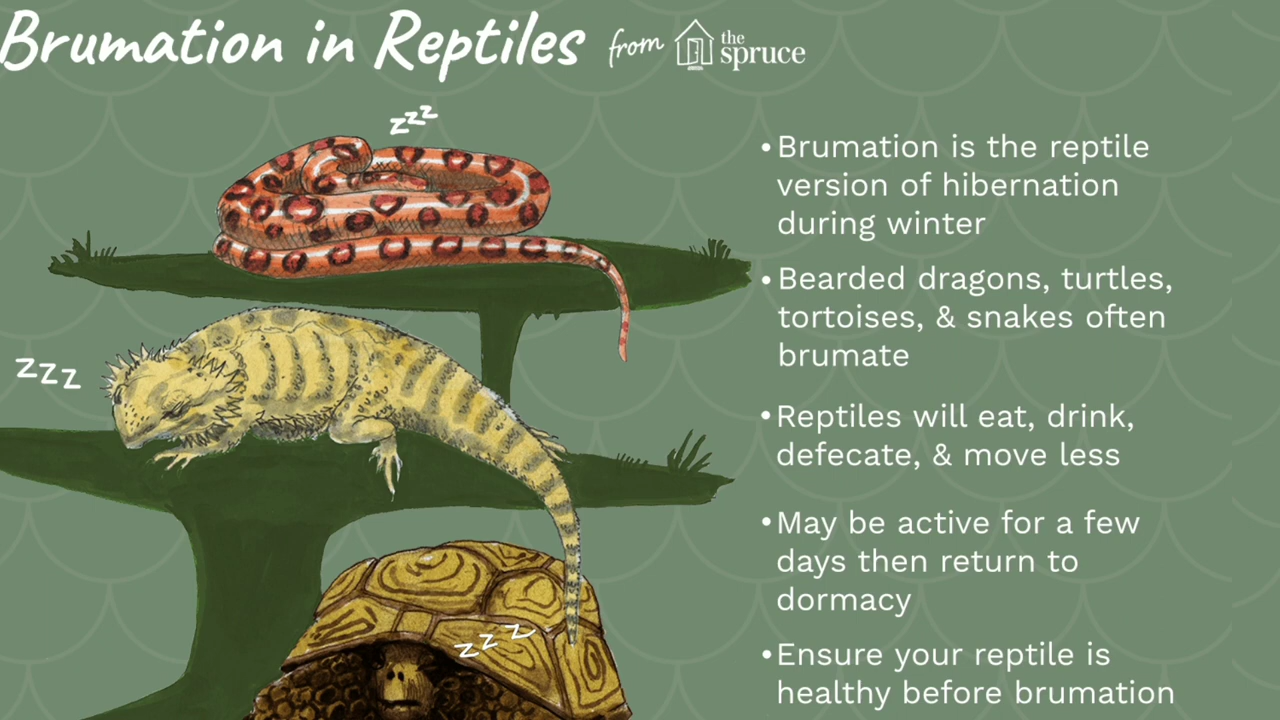 Brumation in Reptiles from the spruce
zzz
• Brumation is the reptile
version of hibernation
during winter
• Bearded dragons, turtles,
tortoises, & snakes often
brumate
zzz
• Reptiles will eat, drink,
defecate, & move less
• May be active for a few
days then return to
dormacy
zzz
• Ensure your reptile is
healthy before brumation